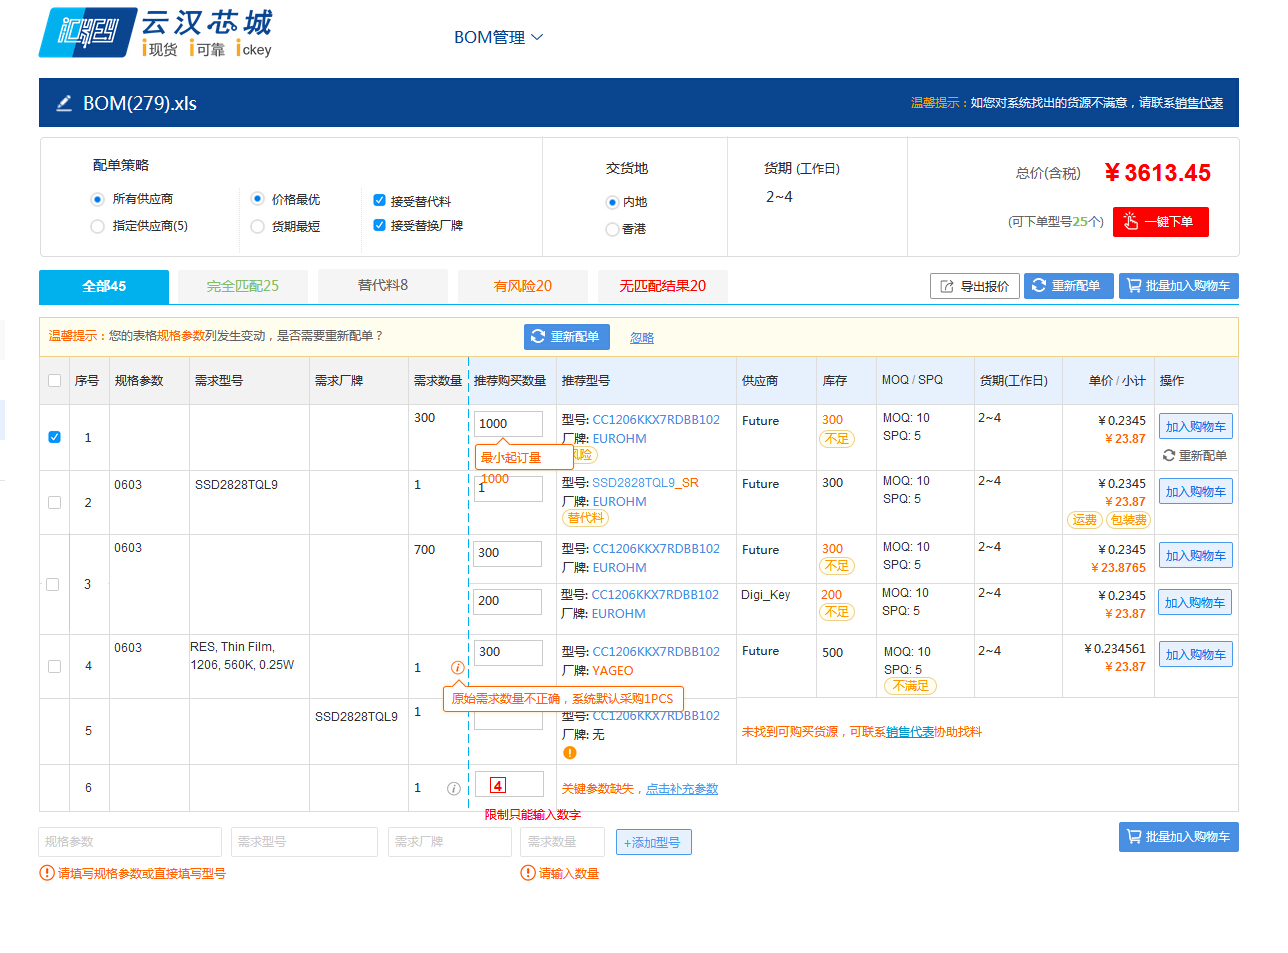 iCKEY 云汉芯城
i现货 i可靠 ickey
BOM管理
BOM(279).xls
温馨提示：如您对系统找出的货源不满意，请联系销售代表
配单策略
所有供应商
指定供应商(5)
价格最优
货期最短
接受替代料
接受替换厂牌
交货地
内地
香港
货期 (工作日)
2~4
总价(含税) ￥3613.45
(可下单型号25个) 一键下单
全部45 完全匹配25 替代料8 有风险20 无匹配结果20
导出报价 重新配单 批量加入购物车
温馨提示：您的表格规格参数列发生变动，是否需要重新配单？ 重新配单 忽略
序号 规格参数 需求型号 需求厂牌 需求数量 推荐购买数量 推荐型号 供应商 库存 MOQ / SPQ 货期(工作日) 单价 / 小计 操作
1 300 1000 型号: CC1206KKX7RDBB102 Future 300 MOQ: 10 2~4 ￥0.2345 加入购物车
厂牌: EUROHM 不足 SPQ: 5 ￥23.87
最小起订量 风险 重新配单
1000
2 0603 SSD2828TQL9 1 1 型号: SSD2828TQL9_SR Future 300 MOQ: 10 2~4 ￥0.2345 加入购物车
厂牌: EUROHM SPQ: 5 ￥23.87
替代料 运费 包装费
3 0603 700 300 型号: CC1206KKX7RDBB102 Future 300 MOQ: 10 2~4 ￥0.2345 加入购物车
厂牌: EUROHM 不足 SPQ: 5 ￥23.8765
200 型号: CC1206KKX7RDBB102 Digi_Key 200 MOQ: 10 2~4 ￥0.2345 加入购物车
厂牌: EUROHM 不足 SPQ: 5 ￥23.87
4 0603 RES, Thin Film, 1 300 型号: CC1206KKX7RDBB102 Future 500 MOQ: 10 2~4 ￥0.234561 加入购物车
1206, 560K, 0.25W 厂牌: YAGEO SPQ: 5 ￥23.87
不满足
原始需求数量不正确，系统默认采购1PCS
5 SSD2828TQL9 1 型号: CC1206KKX7RDBB102 未找到可购买货源，可联系销售代表协助找料
厂牌: 无
6 1 4 关键参数缺失，点击补充参数
限制只能输入数字
规格参数 需求型号 需求厂牌 需求数量 +添加型号 批量加入购物车
请填写规格参数或直接填写型号 请输入数量